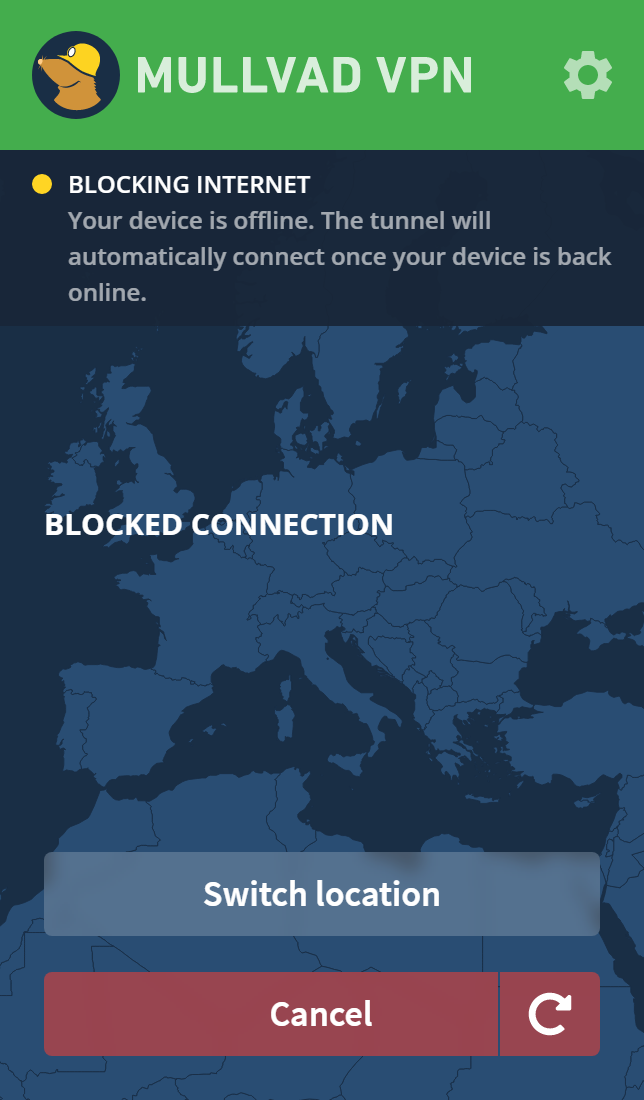 MULLVAD VPN
BLOCKING INTERNET
Your device is offline. The tunnel will
automatically connect once your device is back
online.
BLOCKED CONNECTION
Switch location
Cancel